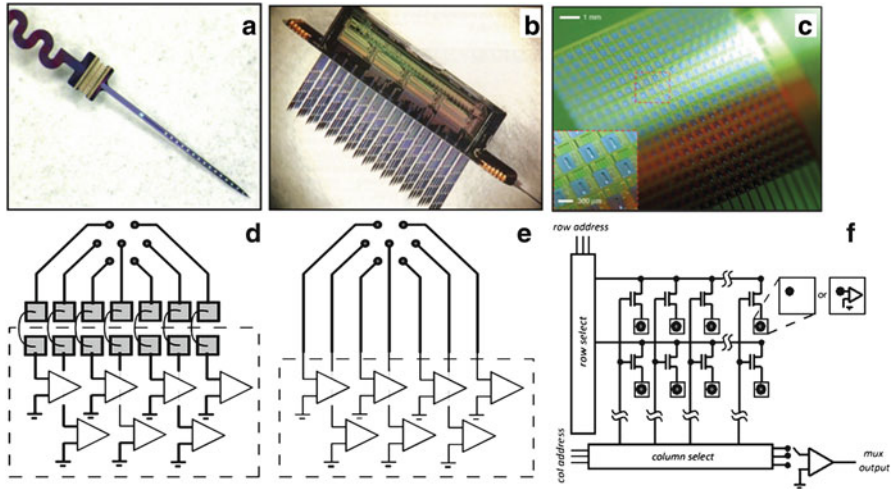 a
b
c
1 mm
300 µm
d
e
f
row address
row select
or
col address
column select
mux
output